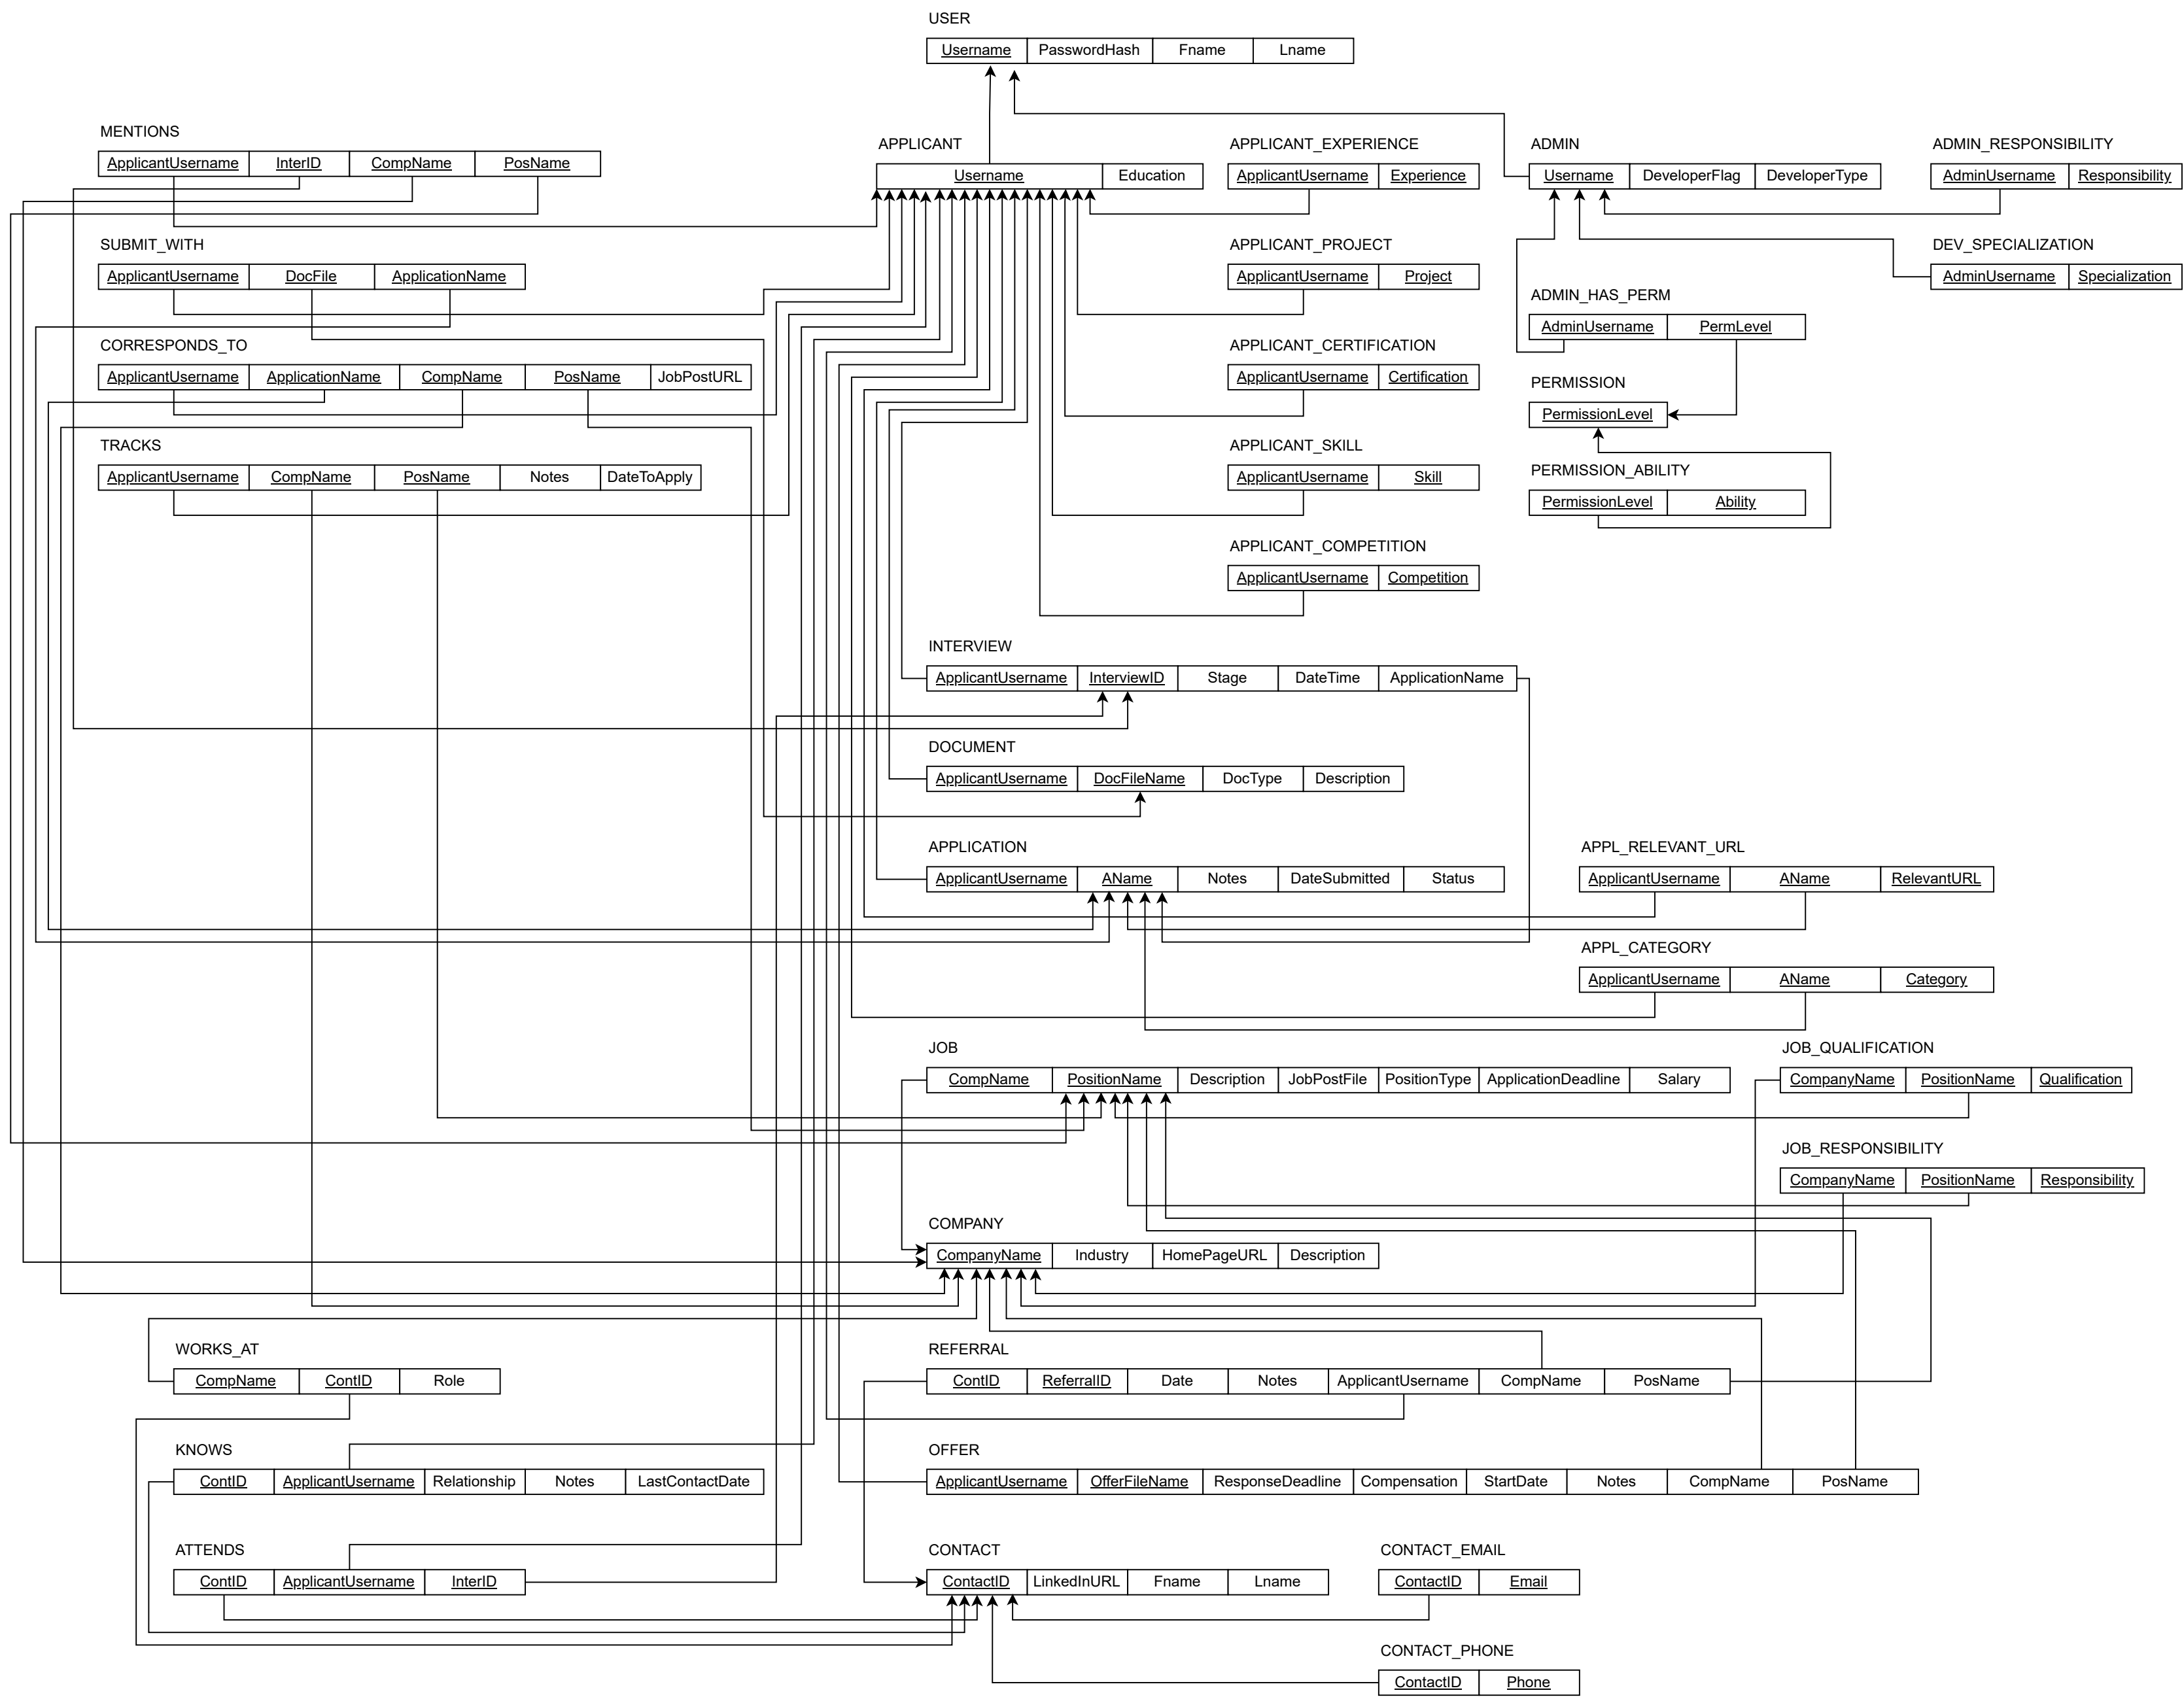 USER
Username PasswordHash Fname Lname
MENTIONS
ApplicantUsername InterID CompName PosName
APPLICANT
Username Education
APPLICANT_EXPERIENCE
ApplicantUsername Experience
ADMIN
Username DeveloperFlag DeveloperType
ADMIN_RESPONSIBILITY
AdminUsername Responsibility
SUBMIT_WITH
ApplicantUsername DocFile ApplicationName
APPLICANT_PROJECT
ApplicantUsername Project
DEV_SPECIALIZATION
AdminUsername Specialization
ADMIN_HAS_PERM
AdminUsername PermLevel
CORRESPONDS_TO
ApplicantUsername ApplicationName CompName PosName JobPostURL
APPLICANT_CERTIFICATION
ApplicantUsername Certification
PERMISSION
PermissionLevel
TRACKS
ApplicantUsername CompName PosName Notes DateToApply
APPLICANT_SKILL
ApplicantUsername Skill
PERMISSION_ABILITY
PermissionLevel Ability
APPLICANT_COMPETITION
ApplicantUsername Competition
INTERVIEW
ApplicantUsername InterviewID Stage DateTime ApplicationName
DOCUMENT
ApplicantUsername DocFileName DocType Description
APPLICATION
ApplicantUsername AName Notes DateSubmitted Status
APPL_RELEVANT_URL
ApplicantUsername AName RelevantURL
APPL_CATEGORY
ApplicantUsername AName Category
JOB
CompName PositionName Description JobPostFile PositionType ApplicationDeadline Salary
JOB_QUALIFICATION
CompanyName PositionName Qualification
JOB_RESPONSIBILITY
CompanyName PositionName Responsibility
COMPANY
CompanyName Industry HomePageURL Description
WORKS_AT
CompName ContID Role
REFERRAL
ContID ReferralID Date Notes ApplicantUsername CompName PosName
KNOWS
ContID ApplicantUsername Relationship Notes LastContactDate
OFFER
ApplicantUsername OfferFileName ResponseDeadline Compensation StartDate Notes CompName PosName
ATTENDS
ContID ApplicantUsername InterID
CONTACT
ContactID LinkedInURL Fname Lname
CONTACT_EMAIL
ContactID Email
CONTACT_PHONE
ContactID Phone